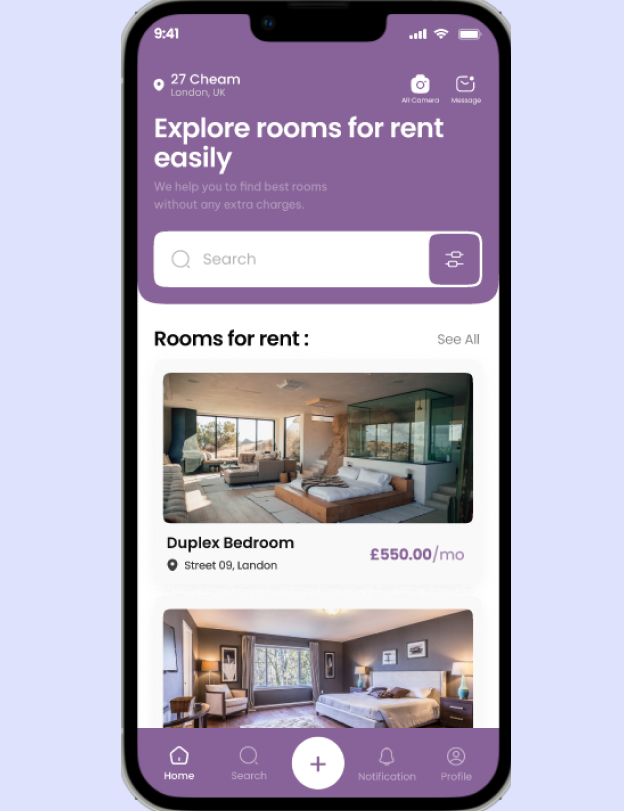 9:41
27 Cheam
London, UK
All Camera
Message
Explore rooms for rent
easily
We help you to find best rooms
without any extra charges.
Search
Rooms for rent :
See All
Duplex Bedroom
Street 09, Landon
£550.00/mo
Home
Search
+
Notification
Profile